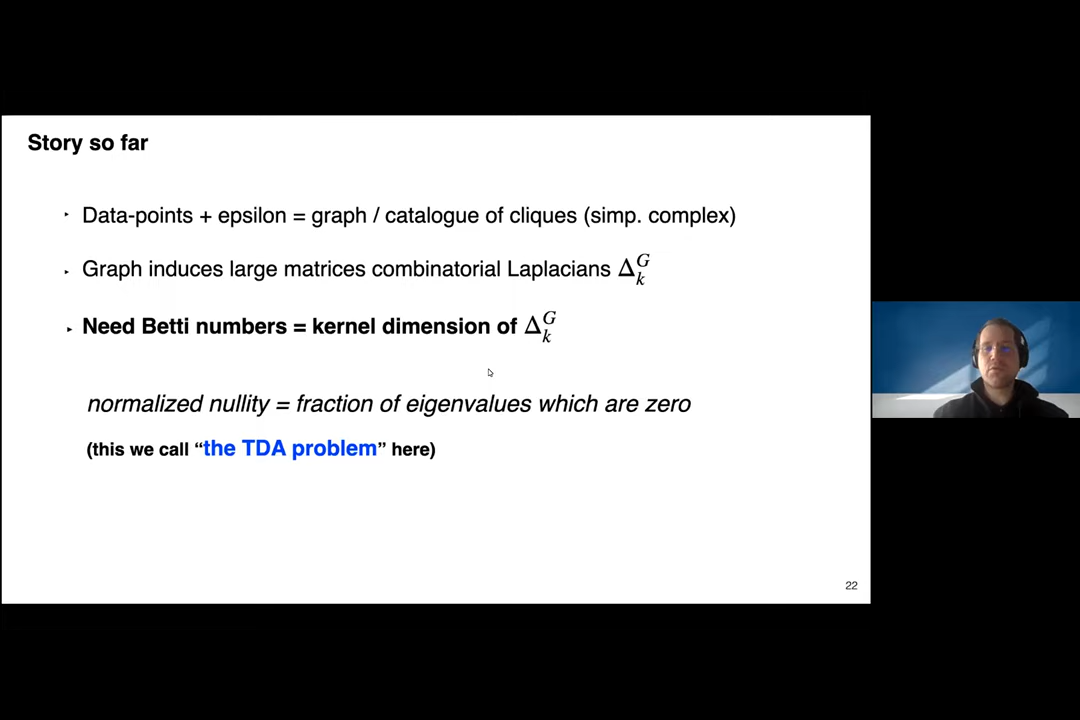 Story so far
‣ Data-points + epsilon = graph / catalogue of cliques (simp. complex)
‣ Graph induces large matrices combinatorial Laplacians Δ_k^G
‣ Need Betti numbers = kernel dimension of Δ_k^G
normalized nullity = fraction of eigenvalues which are zero
(this we call “the TDA problem” here)
22